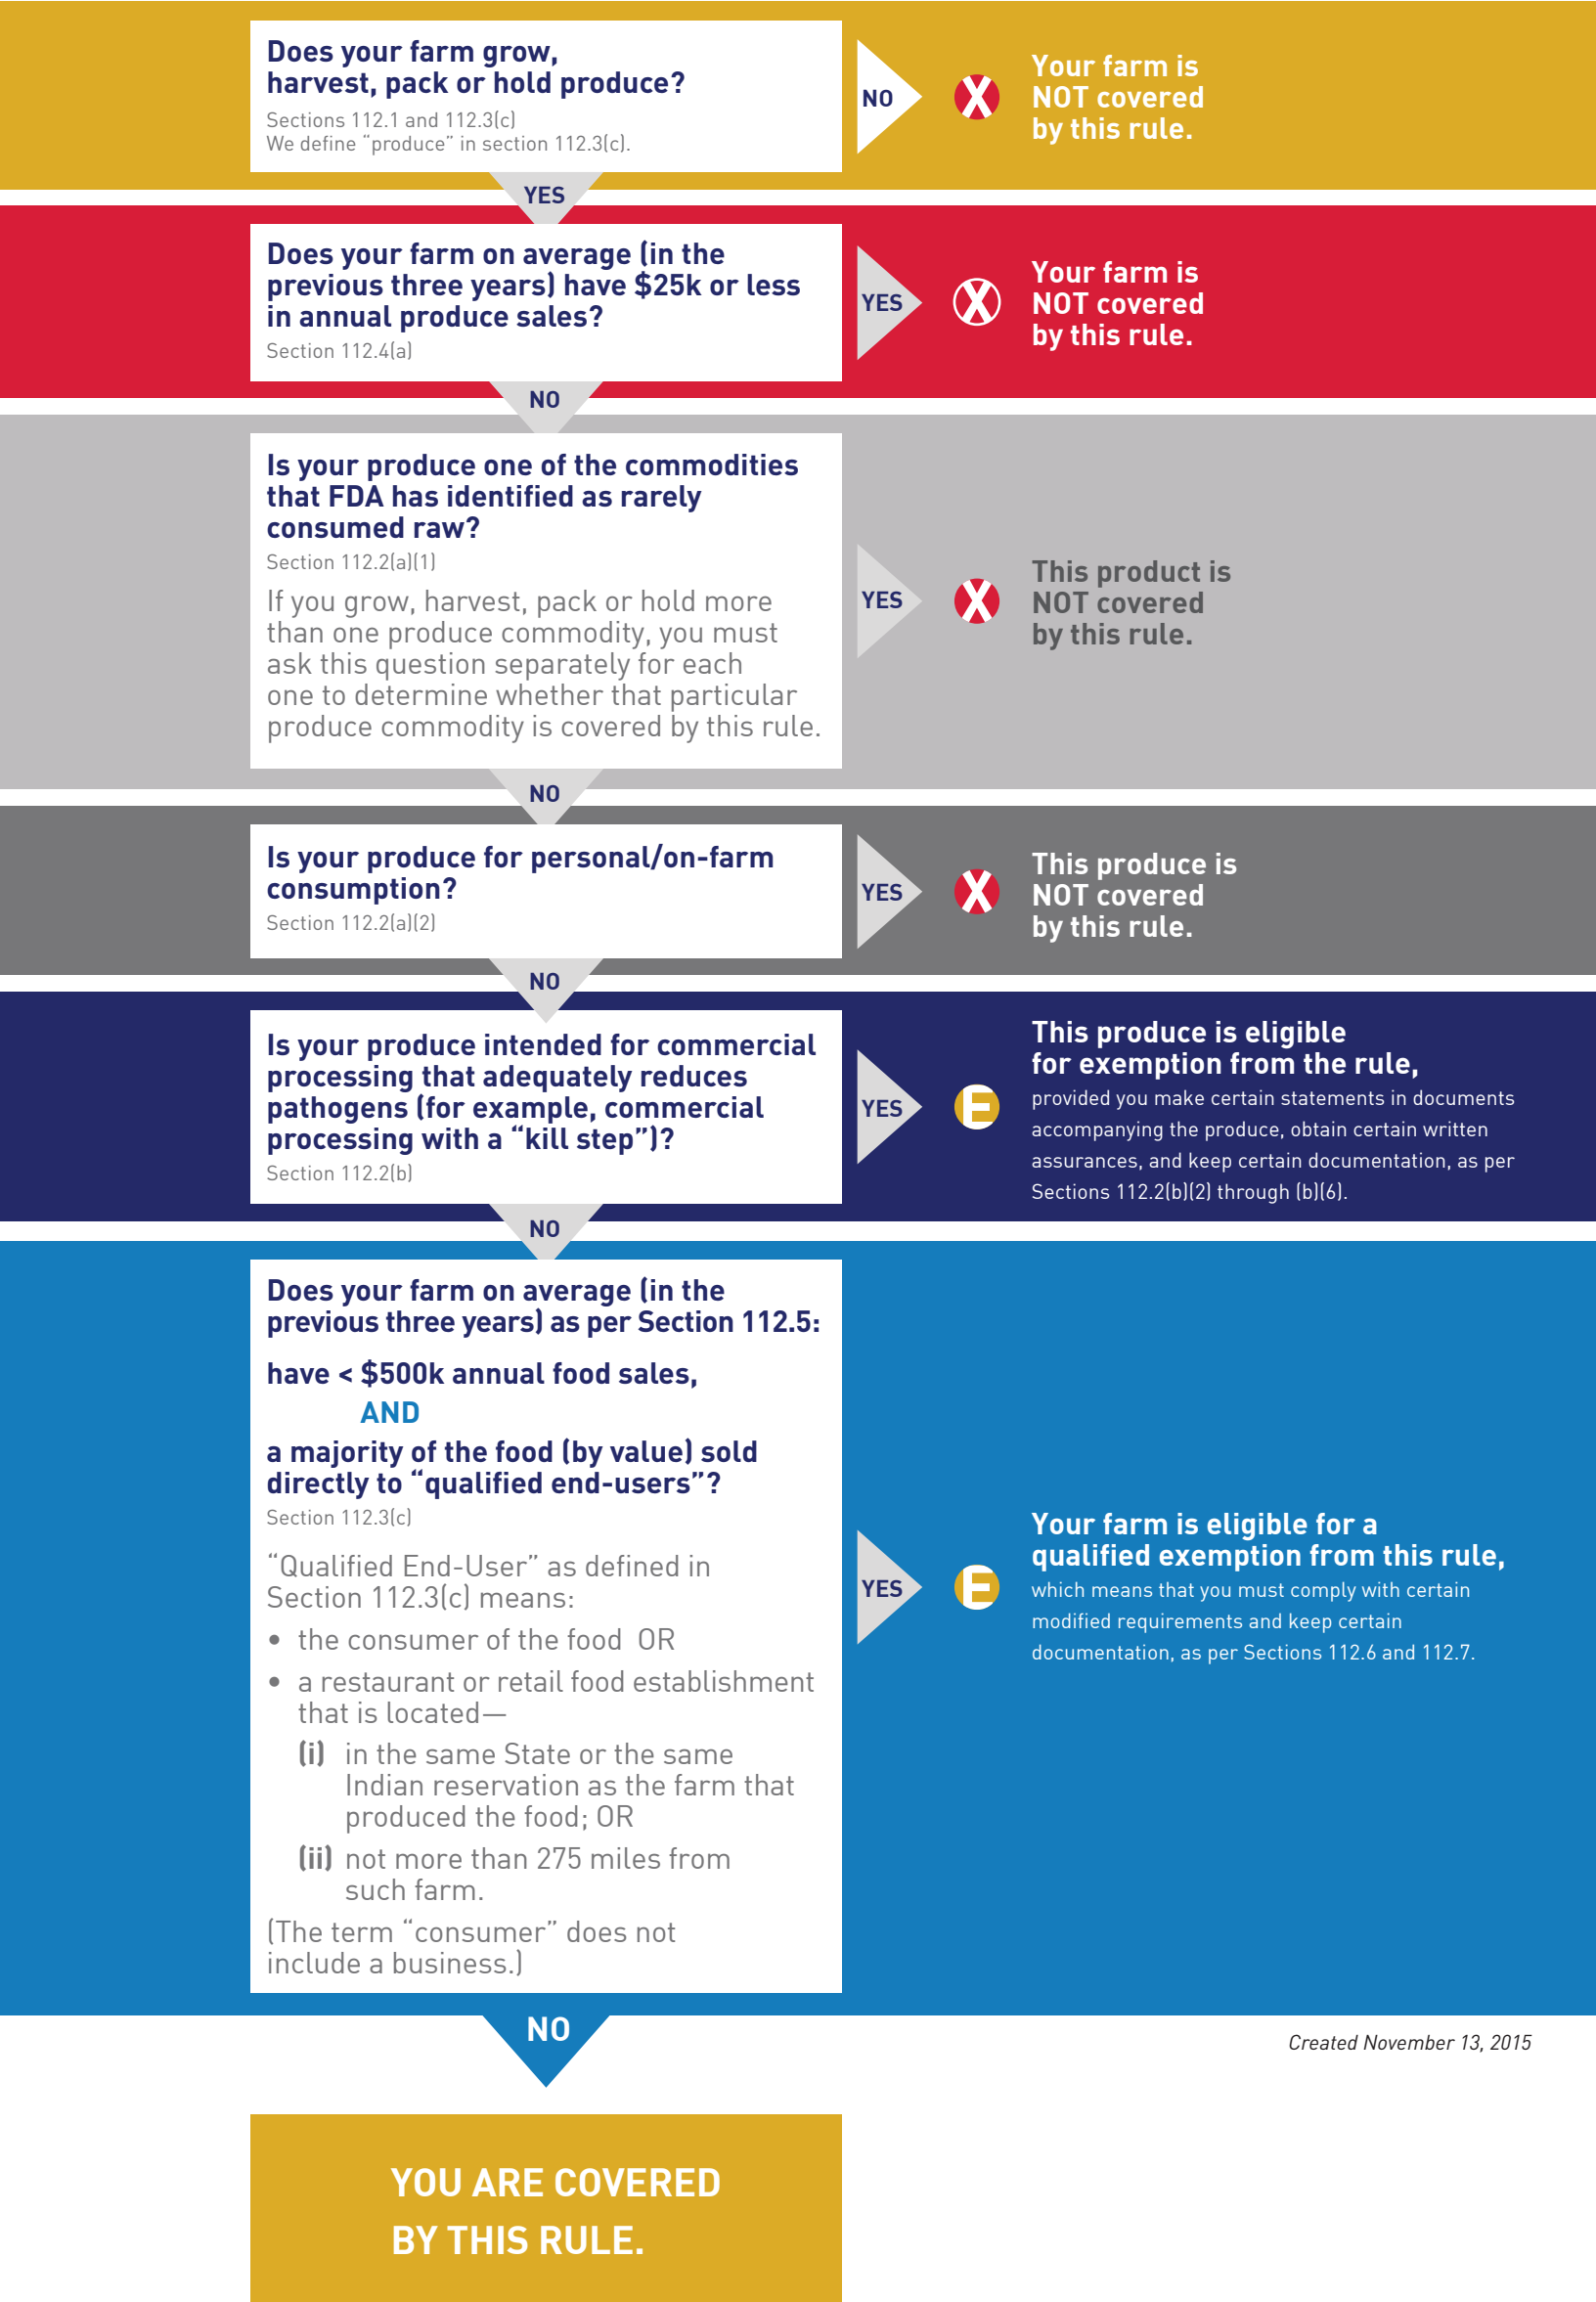 Does your farm grow,
harvest, pack or hold produce?
Sections 112.1 and 112.3(c)
We define “produce” in section 112.3(c).
NO
X
Your farm is
NOT covered
by this rule.
YES
Does your farm on average (in the
previous three years) have $25k or less
in annual produce sales?
Section 112.4(a)
YES
X
Your farm is
NOT covered
by this rule.
NO
Is your produce one of the commodities
that FDA has identified as rarely
consumed raw?
Section 112.2(a)(1)
If you grow, harvest, pack or hold more
than one produce commodity, you must
ask this question separately for each
one to determine whether that particular
produce commodity is covered by this rule.
YES
X
This product is
NOT covered
by this rule.
NO
Is your produce for personal/on-farm
consumption?
Section 112.2(a)(2)
YES
X
This produce is
NOT covered
by this rule.
NO
Is your produce intended for commercial
processing that adequately reduces
pathogens (for example, commercial
processing with a “kill step”)?
Section 112.2(b)
YES
E
This produce is eligible
for exemption from the rule,
provided you make certain statements in documents
accompanying the produce, obtain certain written
assurances, and keep certain documentation, as per
Sections 112.2(b)(2) through (b)(6).
NO
Does your farm on average (in the
previous three years) as per Section 112.5:
have < $500k annual food sales,
AND
a majority of the food (by value) sold
directly to “qualified end-users”?
Section 112.3(c)
“Qualified End-User” as defined in
Section 112.3(c) means:
• the consumer of the food OR
• a restaurant or retail food establishment
that is located—
(i) in the same State or the same
Indian reservation as the farm that
produced the food; OR
(ii) not more than 275 miles from
such farm.
(The term “consumer” does not
include a business.)
YES
E
Your farm is eligible for a
qualified exemption from this rule,
which means that you must comply with certain
modified requirements and keep certain
documentation, as per Sections 112.6 and 112.7.
NO
Created November 13, 2015
YOU ARE COVERED
BY THIS RULE.